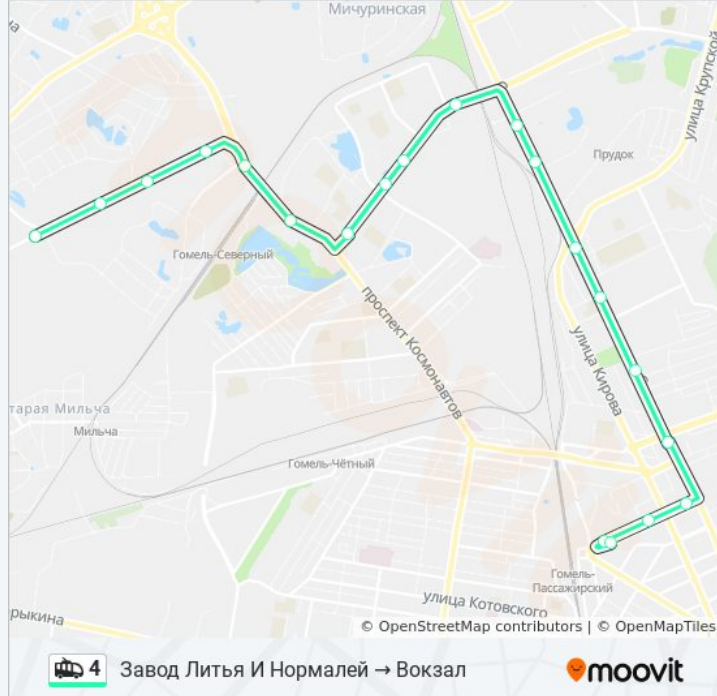 Мичуринская
на
улица Крупской
Прудок
Гомель-Северный
проспект Космонавтов
улица Кирова
тарая Мильча
Мильча
Гомель-Чётный
Гомель-
Пассажирский
улица Котовского
рыкина
© OpenStreetMap contributors | © OpenMapTiles
4 Завод Литья И Нормалей → Вокзал
moovit